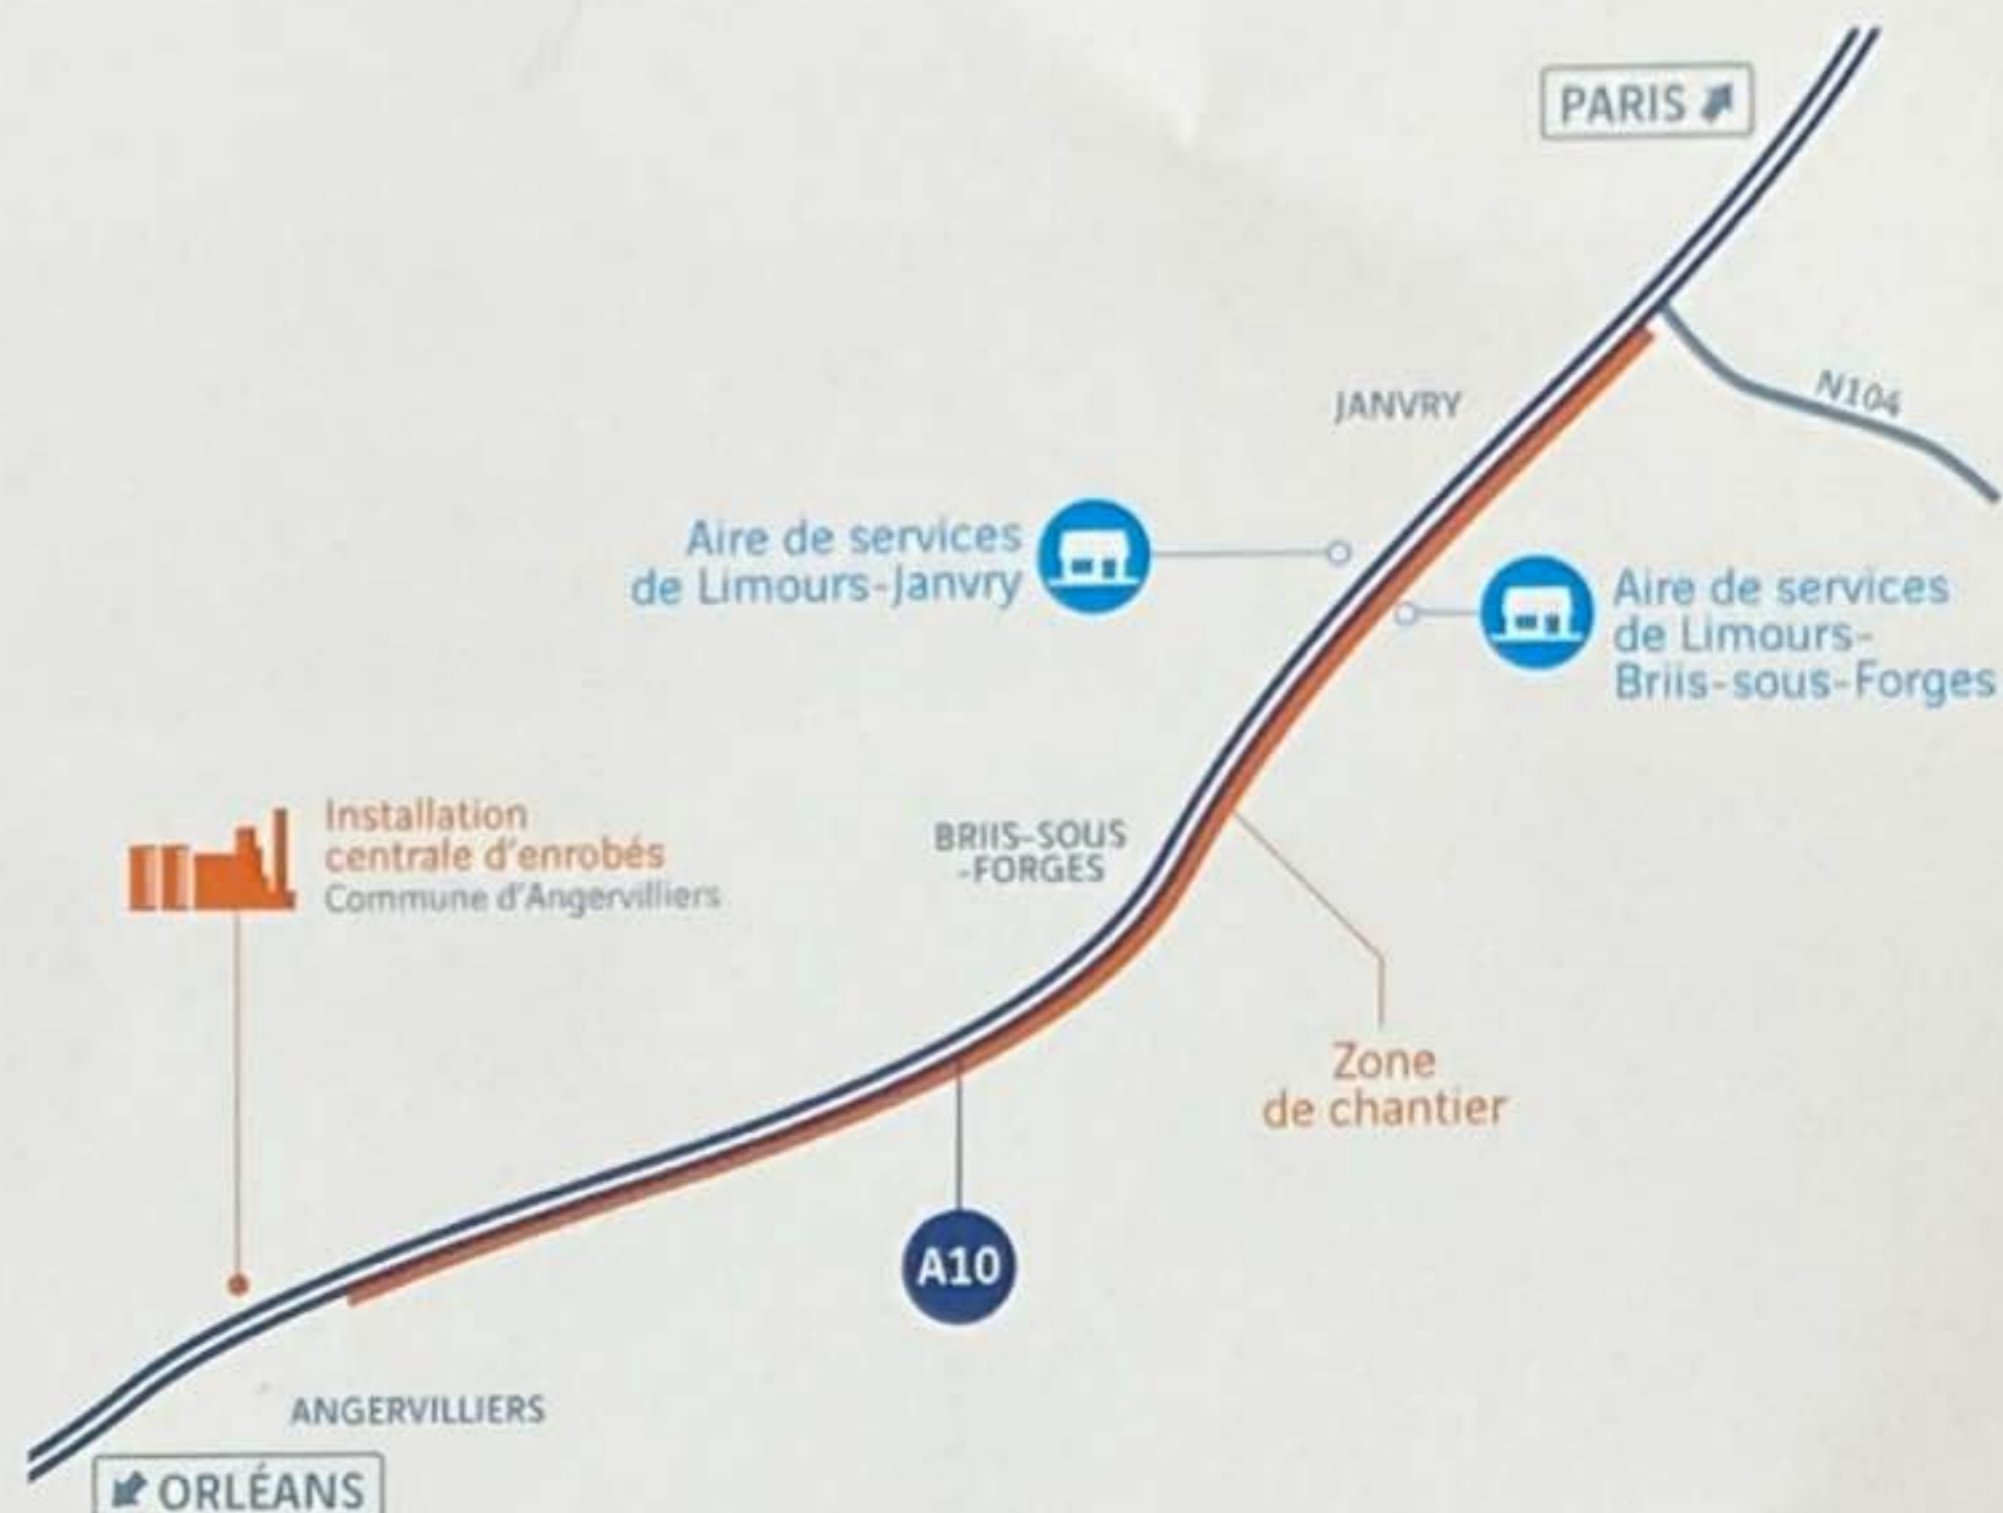 PARIS
JANVRY
N104
Aire de services
de Limours-Janvry
Aire de services
de Limours-
Briis-sous-Forges
Installation
centrale d'enrobés
Commune d'Angervilliers
BRIIS-SOUS
-FORGES
Zone
de chantier
A10
ANGERVILLIERS
ORLÉANS